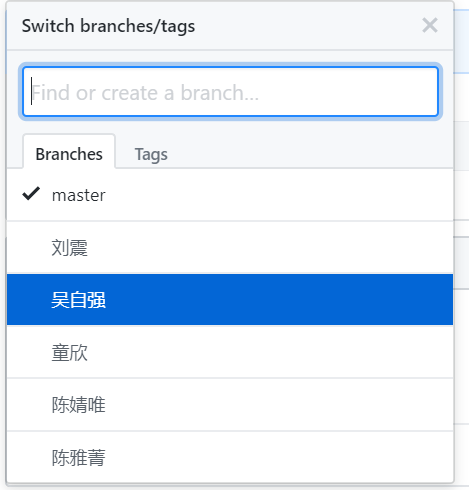 Switch branches/tags
Find or create a branch...
Branches Tags
master
刘震
吴自强
童欣
陈婧唯
陈雅菁